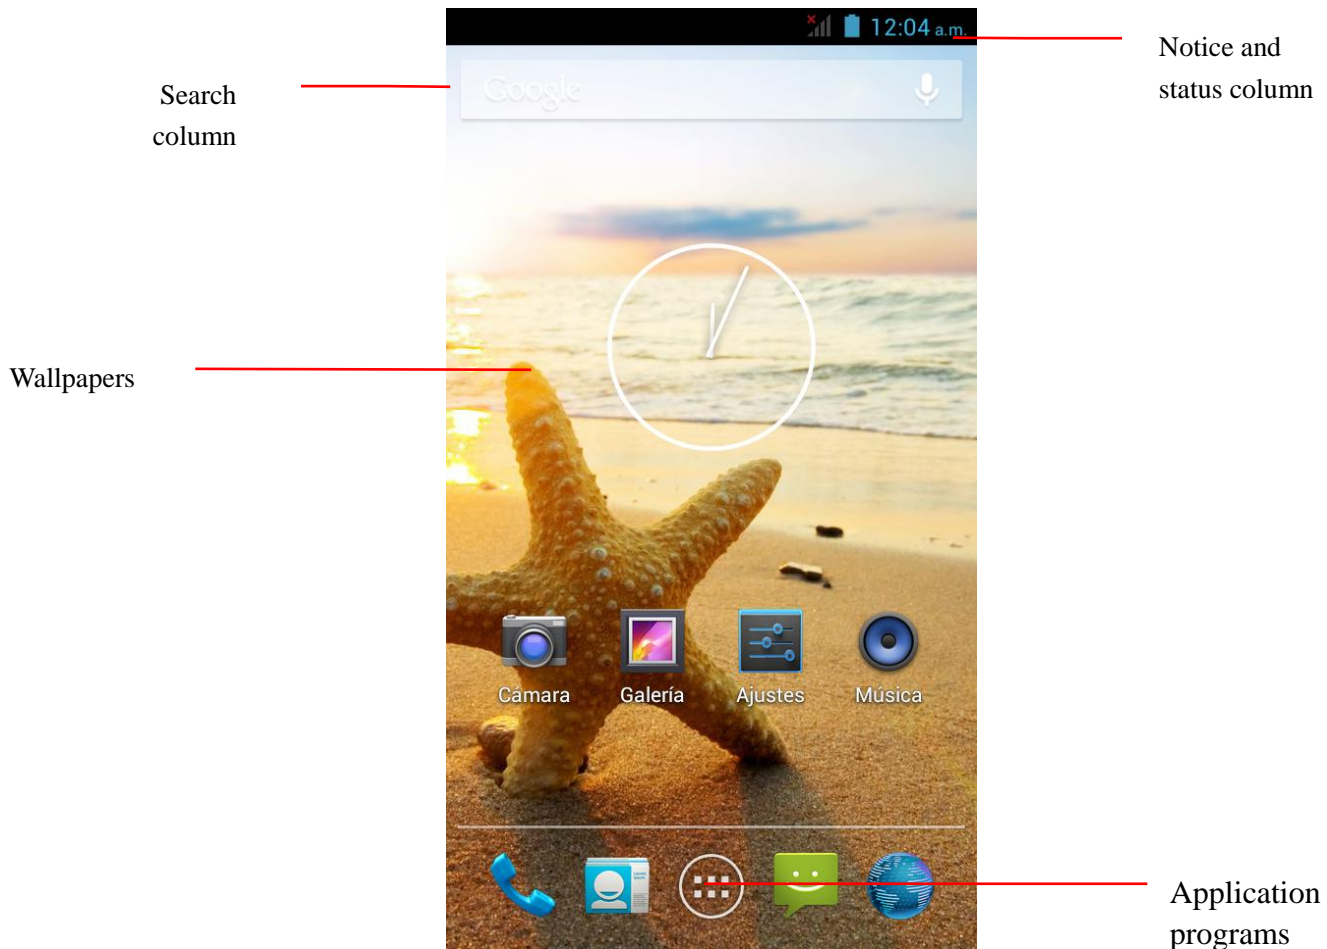 12:04 a.m.
Notice and
status column
Google
Search
column
Wallpapers
Cámara
Galería
Ajustes
Música
Application
programs